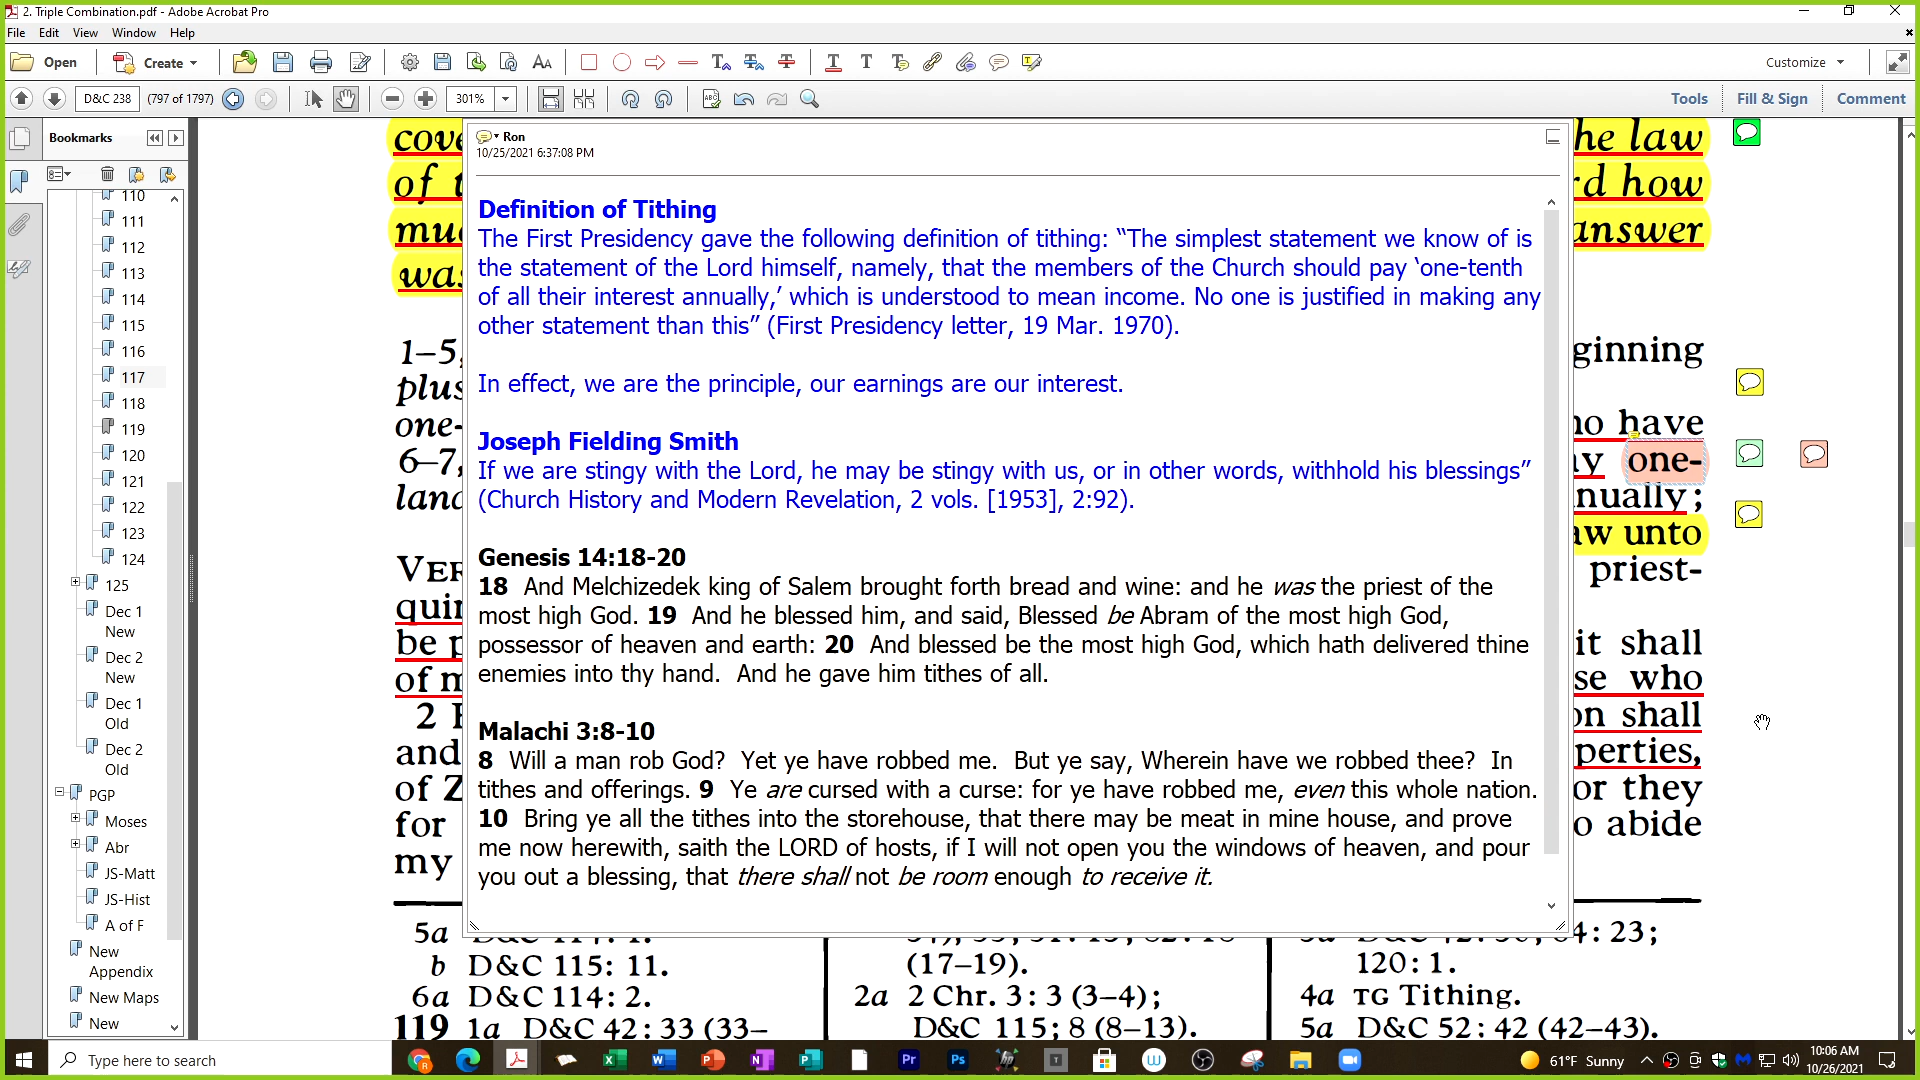 2. Triple Combination.pdf - Adobe Acrobat Pro
File Edit View Window Help
Open Create Customize
D&C 238 (797 of 1797) 301% Tools Fill & Sign Comment
Bookmarks
110
111
112
113
114
115
116
117
118
119
120
121
122
123
124
125
Dec 1
New
Dec 2
New
Dec 1
Old
Dec 2
Old
PGP
Moses
Abr
JS-Matt
JS-Hist
A of F
New
Appendix
New Maps
New
Ron
10/25/2021 6:37:08 PM
Definition of Tithing
The First Presidency gave the following definition of tithing: “The simplest statement we know of is
the statement of the Lord himself, namely, that the members of the Church should pay ‘one-tenth
of all their interest annually,’ which is understood to mean income. No one is justified in making any
other statement than this” (First Presidency letter, 19 Mar. 1970).
In effect, we are the principle, our earnings are our interest.
Joseph Fielding Smith
If we are stingy with the Lord, he may be stingy with us, or in other words, withhold his blessings”
(Church History and Modern Revelation, 2 vols. [1953], 2:92).
Genesis 14:18-20
18 And Melchizedek king of Salem brought forth bread and wine: and he was the priest of the
most high God. 19 And he blessed him, and said, Blessed be Abram of the most high God,
possessor of heaven and earth: 20 And blessed be the most high God, which hath delivered thine
enemies into thy hand. And he gave him tithes of all.
Malachi 3:8-10
8 Will a man rob God? Yet ye have robbed me. But ye say, Wherein have we robbed thee? In
tithes and offerings. 9 Ye are cursed with a curse: for ye have robbed me, even this whole nation.
10 Bring ye all the tithes into the storehouse, that there may be meat in mine house, and prove
me now herewith, saith the LORD of hosts, if I will not open you the windows of heaven, and pour
you out a blessing, that there shall not be room enough to receive it.
of
1–5,
6–7,
2
and
of Z
for
my
he law
rd how
answer
ginning
have
one-
nually;
aw unto
priest-
it shall
se who
on shall
perties,
or they
o abide
5a
b D&C 115: 11.
6a D&C 114: 2.
119 1a D&C 42: 33 (33–
(17–19).
2a 2 Chr. 3: 3 (3–4);
D&C 115: 8 (8–13).
4: 23;
120: 1.
4a TG Tithing.
5a D&C 52: 42 (42–43).
Type here to search
61°F Sunny
10:06 AM
10/26/2021